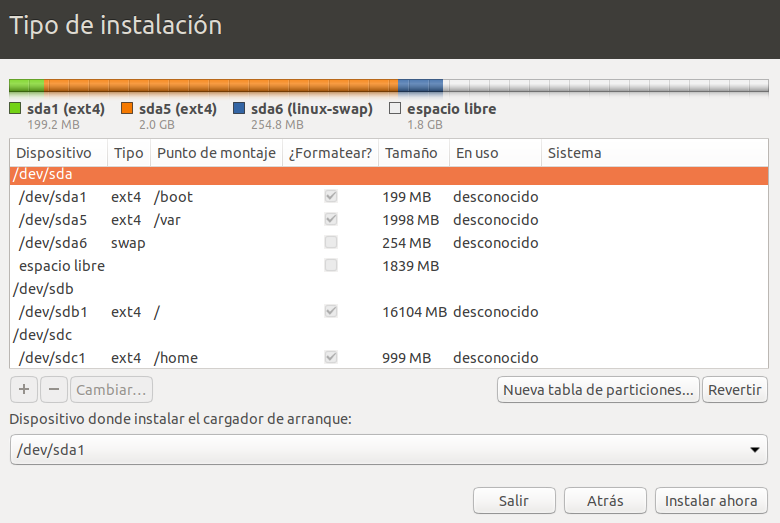 Tipo de instalación
sda1 (ext4) sda5 (ext4) sda6 (linux-swap) espacio libre
199.2 MB 2.0 GB 254.8 MB 1.8 GB
Dispositivo Tipo Punto de montaje ¿Formatear? Tamaño En uso Sistema
/dev/sda
/dev/sda1 ext4 /boot 199 MB desconocido
/dev/sda5 ext4 /var 1998 MB desconocido
/dev/sda6 swap 254 MB desconocido
espacio libre 1839 MB
/dev/sdb
/dev/sdb1 ext4 / 16104 MB desconocido
/dev/sdc
/dev/sdc1 ext4 /home 999 MB desconocido
+ − Cambiar... Nueva tabla de particiones... Revertir
Dispositivo donde instalar el cargador de arranque:
/dev/sda1
Salir Atrás Instalar ahora